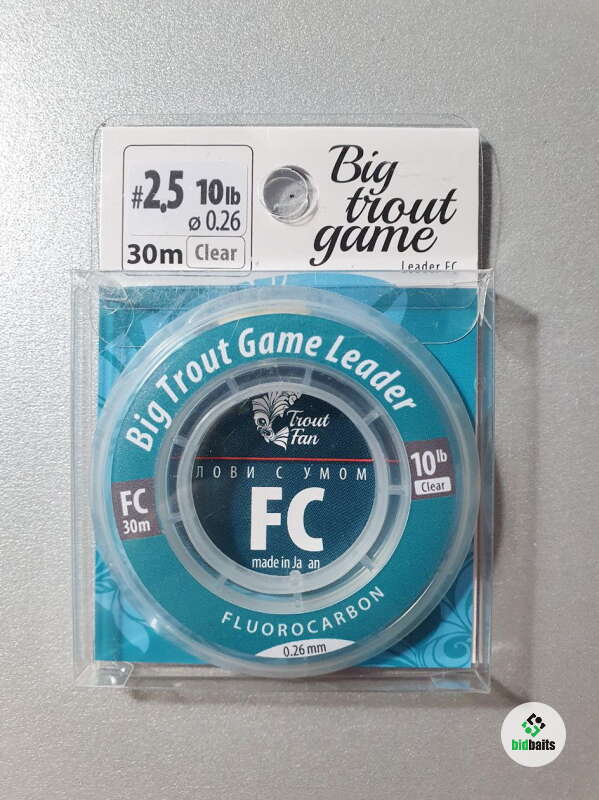 #2,5 10lb
ø 0.26
30m Clear
Big
trout
game
Leader FC
Big Trout Game Leader
Trout
Fan
ЛОВИ С УМОМ
FC
30m
10lb
Clear
FC
made in Ja an
FLUOROCARBON
0.26 mm
bidbaits